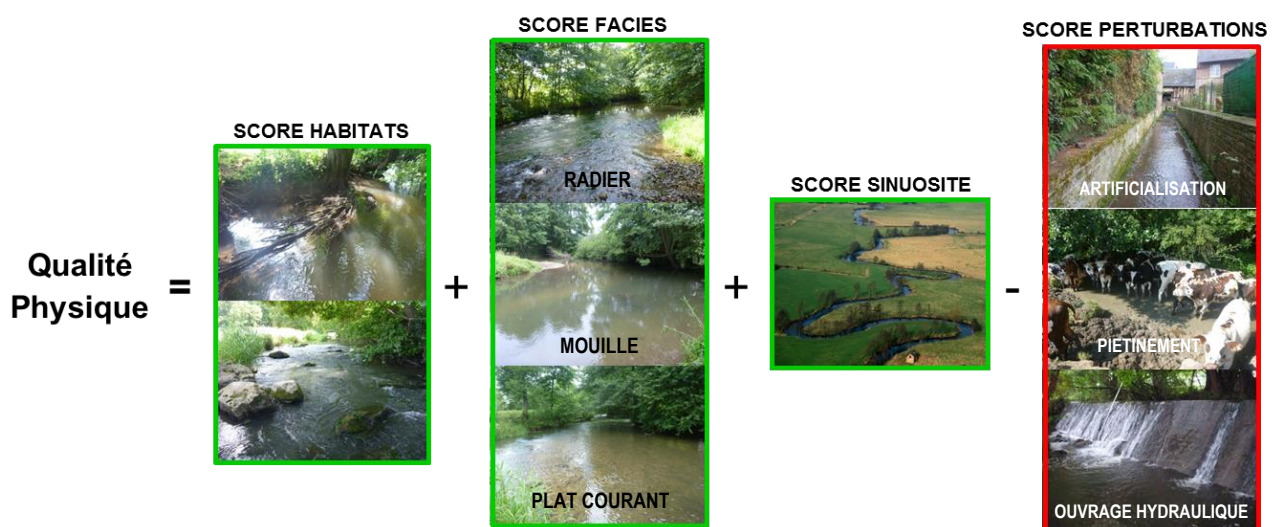 Qualité
Physique
=
SCORE HABITATS
+
SCORE FACIES
RADIER
MOUILLE
PLAT COURANT
+
SCORE SINUOSITE
-
SCORE PERTURBATIONS
ARTIFICIALISATION
PIETINEMENT
OUVRAGE HYDRAULIQUE